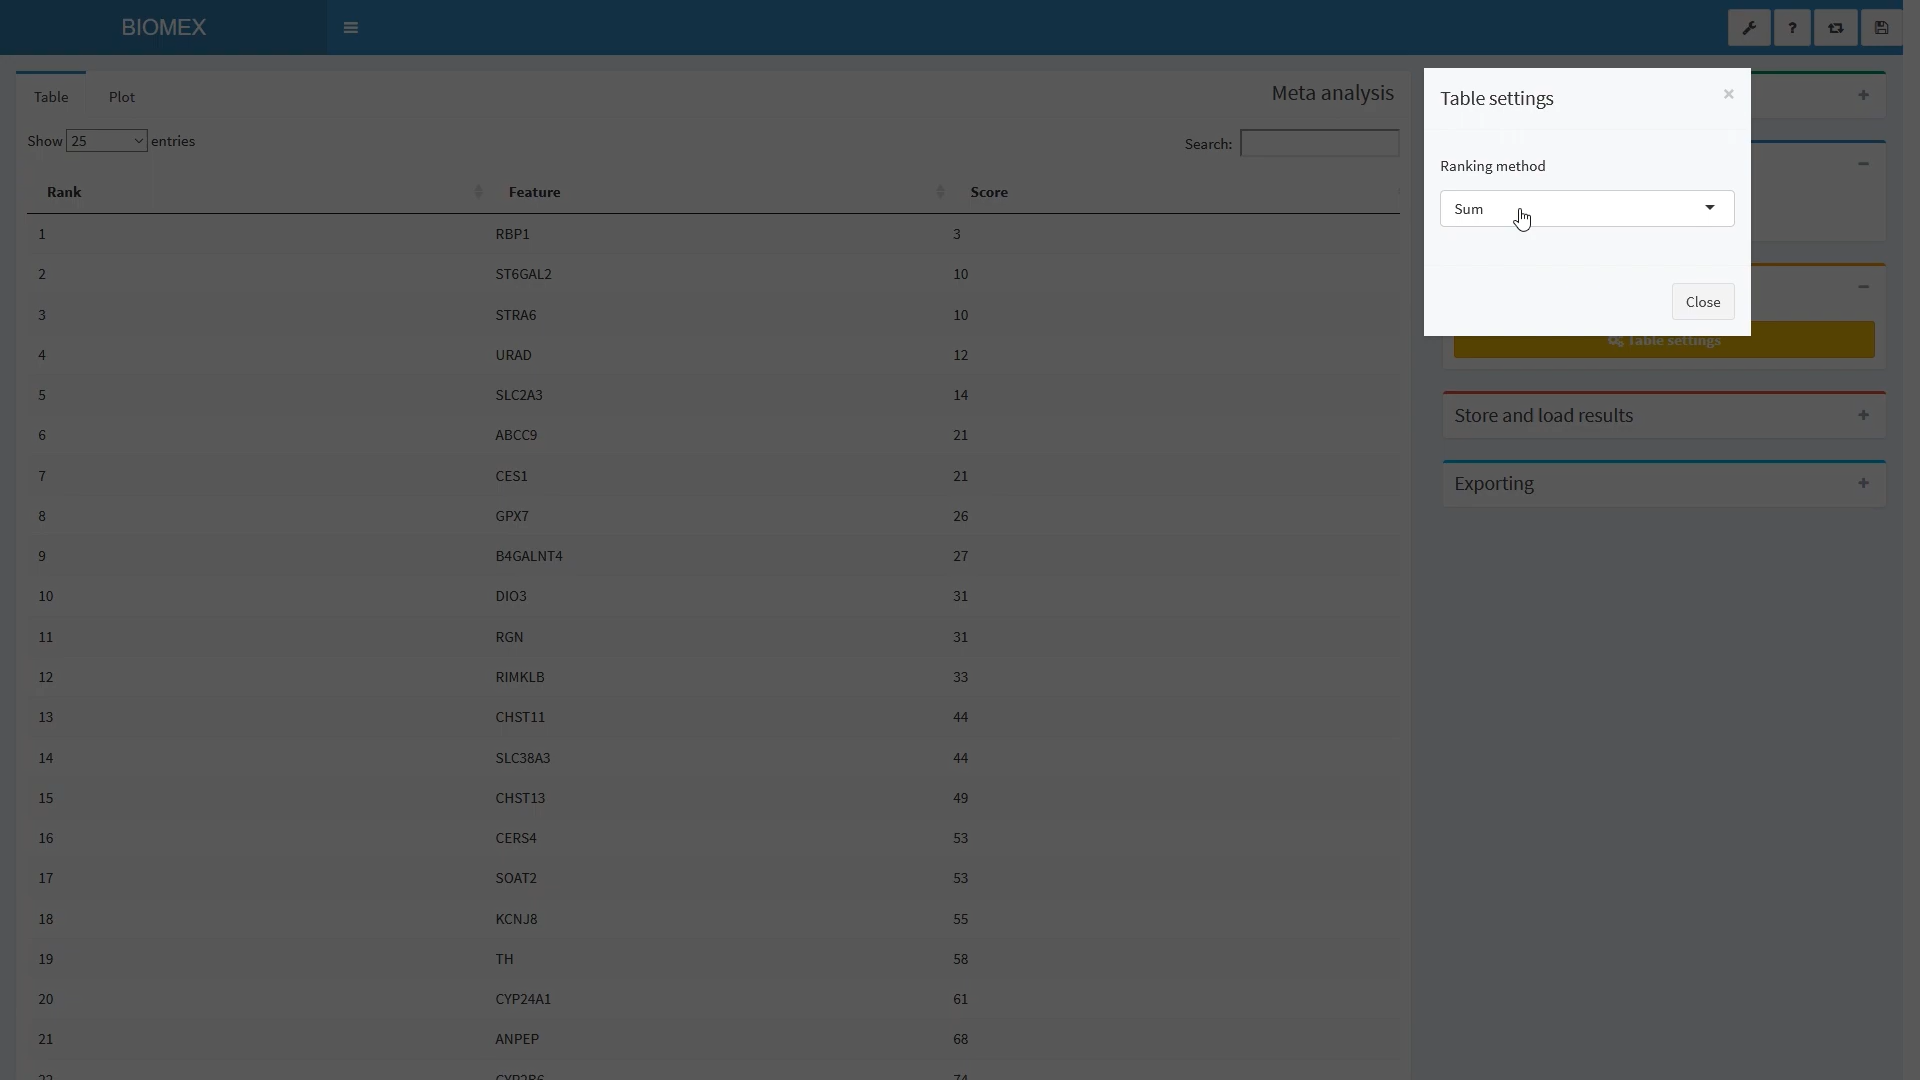 BIOMEX
Table Plot Meta analysis
Show 25 entries Search:
Rank Feature Score
1 RBP1 3
2 ST6GAL2 10
3 STRA6 10
4 URAD 12
5 SLC2A3 14
6 ABCC9 21
7 CES1 21
8 GPX7 26
9 B4GALNT4 27
10 DIO3 31
11 RGN 31
12 RIMKLB 33
13 CHST11 44
14 SLC38A3 44
15 CHST13 49
16 CERS4 53
17 SOAT2 53
18 KCNJ8 55
19 TH 58
20 CYP24A1 61
21 ANPEP 68
22 CYP2R6 74
Table settings ×
Ranking method
Sum
Close
Table settings
Store and load results
Exporting